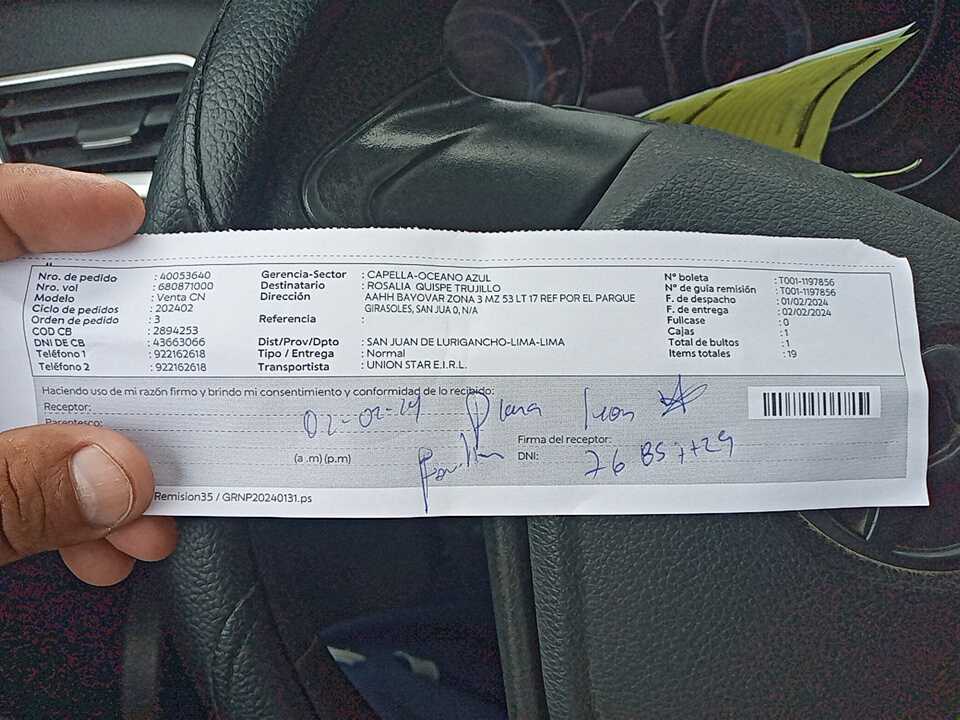 Nro. de pedido : 40053640
Nro. vol : 680871000
Modelo : Venta CN
Ciclo de pedidos : 202402
Orden de pedido : 3
COD CB : 2894253
DNI DE CB : 43663066
Teléfono 1 : 922162618
Teléfono 2 : 922162618
Gerencia-Sector : CAPELLA-OCEANO AZUL
Destinatario : ROSALIA QUISPE TRUJILLO
Dirección : AAHH BAYOVAR ZONA 3 MZ 53 LT 17 REF POR EL PARQUE
GIRASOLES, SAN JUA 0, N/A
Referencia :
Dist/Prov/Dpto : SAN JUAN DE LURIGANCHO-LIMA-LIMA
Tipo / Entrega : Normal
Transportista : UNION STAR E.I.R.L.
N° boleta : T001-1197856
N° de guía remisión : T001-1197856
F. de despacho : 01/02/2024
F. de entrega : 02/02/2024
Fullcase : 0
Cajas : 1
Total de bultos : 1
Items totales : 19
Haciendo uso de mi razón firmo y brindo mi consentimiento y conformidad de lo recibido:
Receptor:
Parentesco:
02-02-24
(a .m) (p.m)
Firma del receptor:
DNI:
Remision35 / GRNP20240131.ps